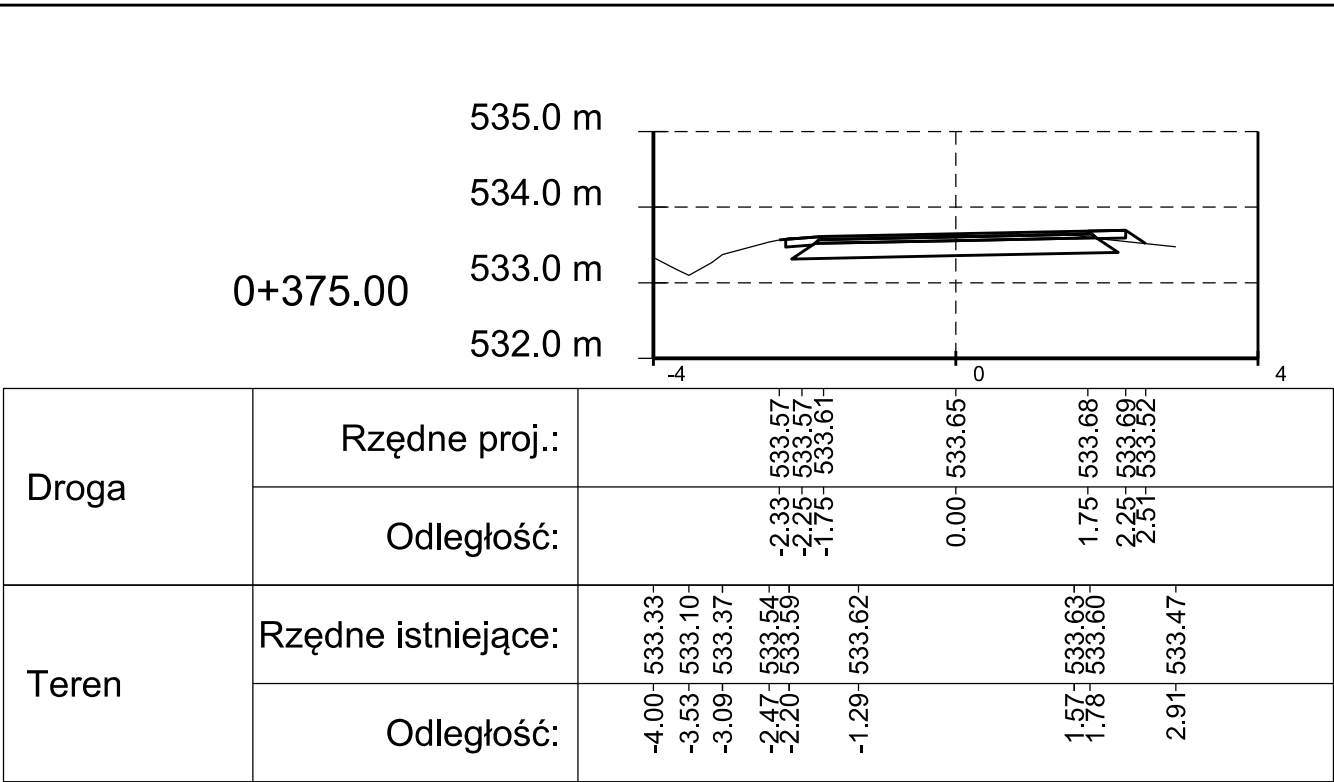 535.0 m
534.0 m
533.0 m
0+375.00
532.0 m
-4 0 4
Droga
Rzędne proj.: 533.57 533.57 533.61 533.65 533.68 533.69 533.52
Odległość: -2.33 -2.25 -1.75 0.00 1.75 2.25 2.51
Teren
Rzędne istniejące: 533.33 533.10 533.37 533.54 533.59 533.62 533.63 533.60 533.47
Odległość: -4.00 -3.53 -3.09 -2.47 -2.20 -1.29 1.57 1.78 2.91